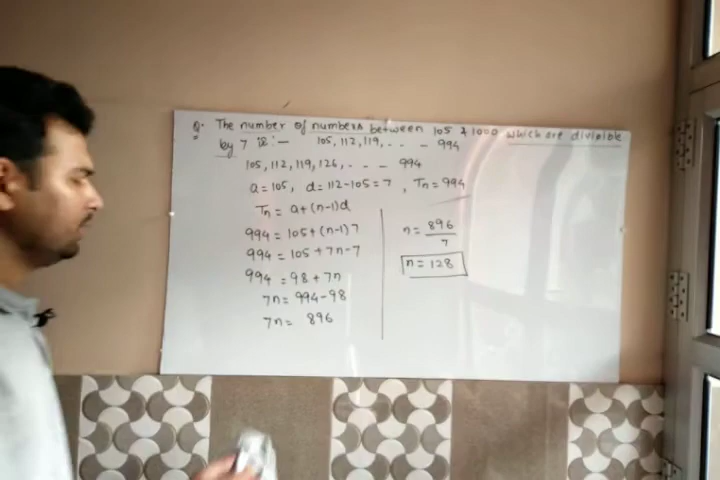 Q. The number of numbers between 105 & 1000 which are divisible
by 7 is:- 105, 112, 119, . . - - 994
105, 112, 119, 126, . - - - 994
a = 105, d = 112-105 = 7, Tn = 994
Tn = a+(n-1)d
994 = 105+(n-1)7
994 = 105 + 7n-7
994 = 98 + 7n
7n = 994-98
7n = 896
n = 896/7
n = 128